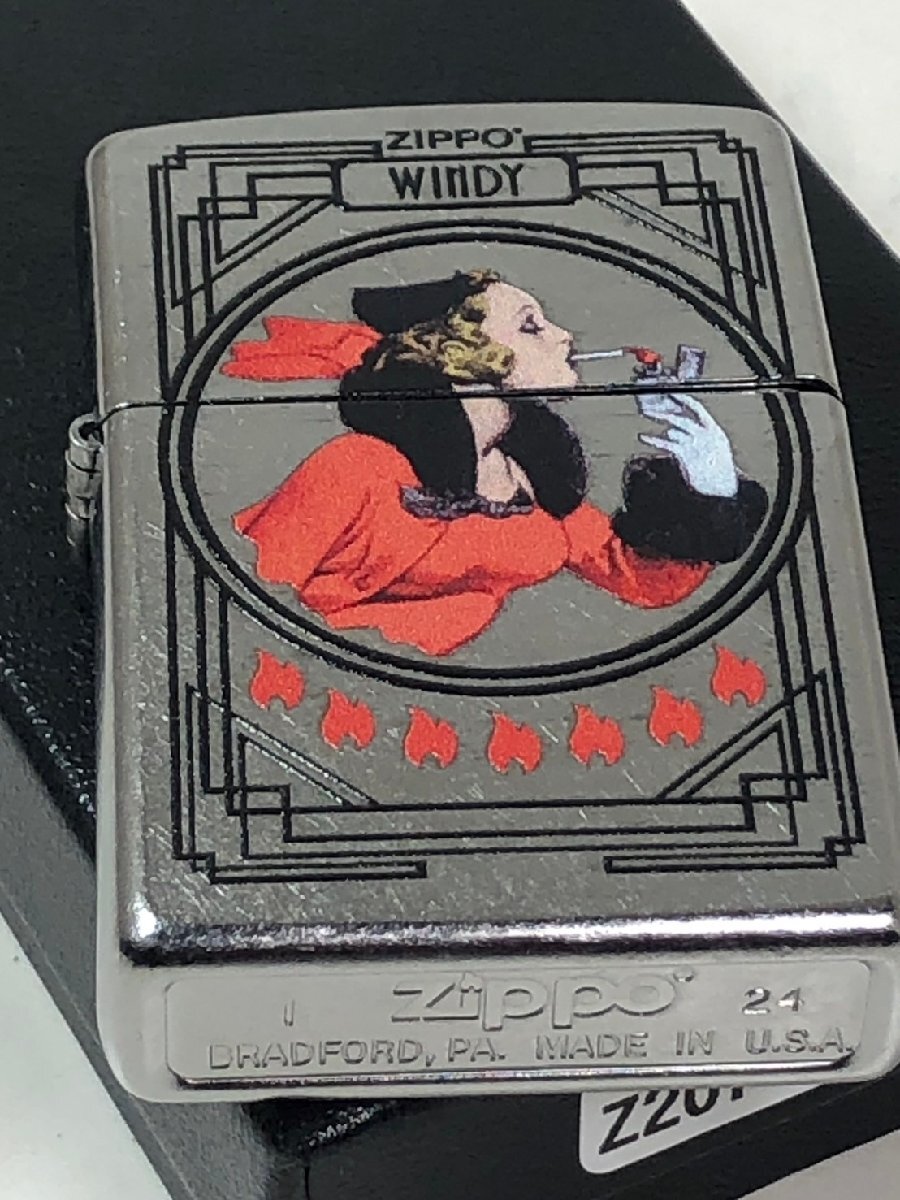 ZIPPO
WINDY
I Zippo 24
BRADFORD, PA. MADE IN U.S.A.